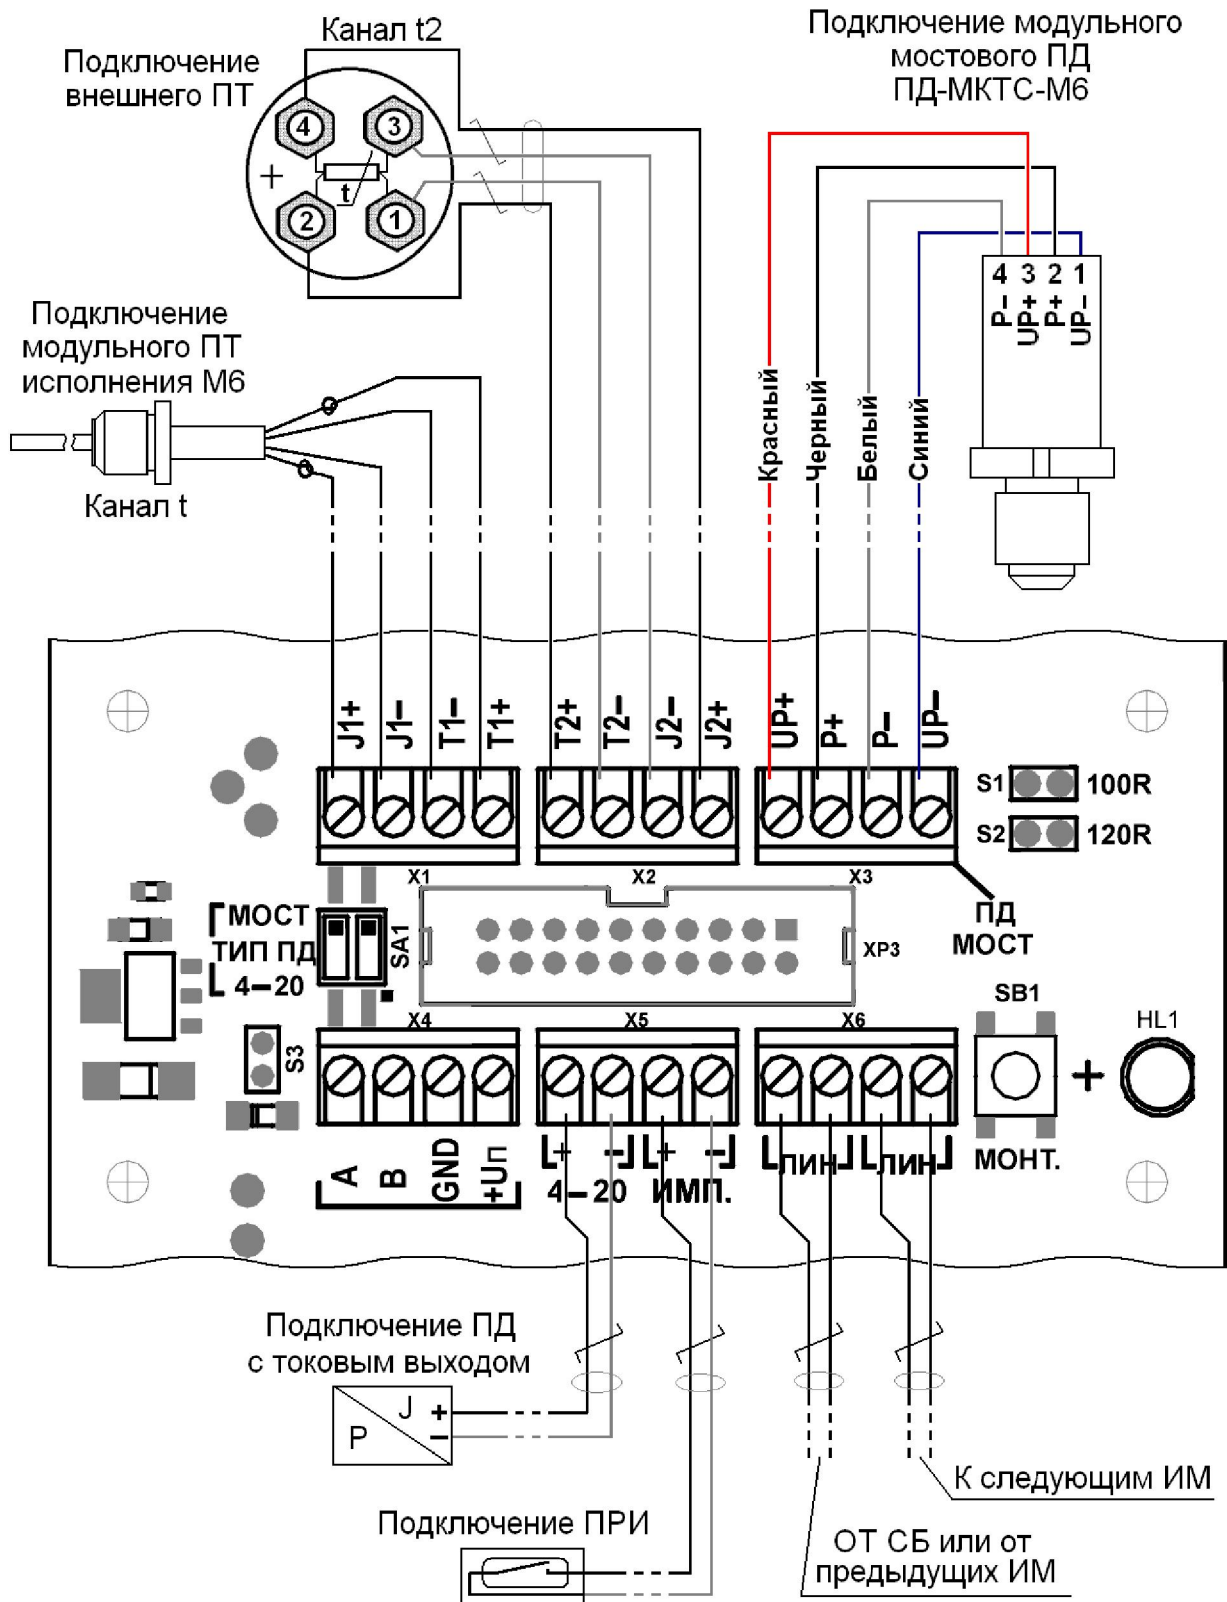 Канал t2
Подключение
внешнего ПТ
Подключение модульного
мостового ПД
ПД-МКТС-М6
4
3
+
t
2
1
4 3 2 1
P−
UP+
P+
UP−
Подключение
модульного ПТ
исполнения М6
Канал t
Красный
Черный
Белый
Синий
J1+
J1−
T1−
T1+
T2+
T2−
J2−
J2+
UP+
P+
P−
UP−
S1 100R
S2 120R
X1
X2
X3
МОСТ
ТИП ПД
4−20
SA1
XP3
ПД
МОСТ
X4
X5
X6
SB1
HL1
S3
+
A
B
GND
+Uп
+ −
4−20
+ −
ИМП.
ЛИН
ЛИН
МОНТ.
Подключение ПД
с токовым выходом
J +
P −
К следующим ИМ
Подключение ПРИ
ОТ СБ или от
предыдущих ИМ